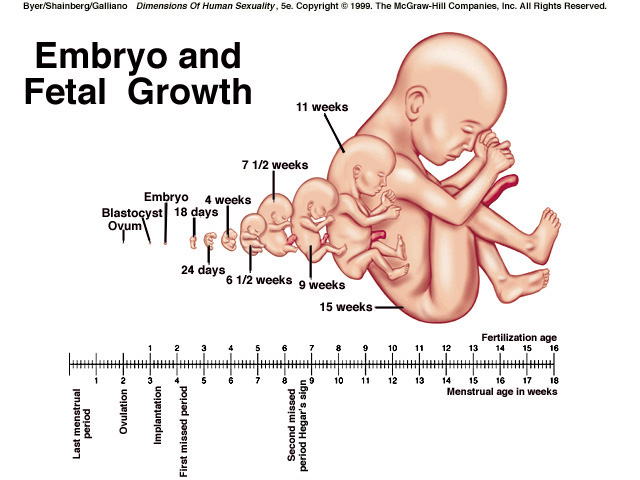 Byer/Shainberg/Galliano Dimensions Of Human Sexuality, 5e. Copyright © 1999. The McGraw-Hill Companies, Inc. All Rights Reserved.
Embryo and
Fetal Growth
11 weeks
7 1/2 weeks
Embryo
4 weeks
Blastocyst
18 days
Ovum
24 days
6 1/2 weeks
9 weeks
15 weeks
Fertilization age
1 2 3 4 5 6 7 8 9 10 11 12 13 14 15 16
1 2 3 4 5 6 7 8 9 10 11 12 13 14 15 16 17 18
Menstrual age in weeks
Last menstrual
period
Ovulation
Implantation
First missed period
Second missed
period Hegar's sign